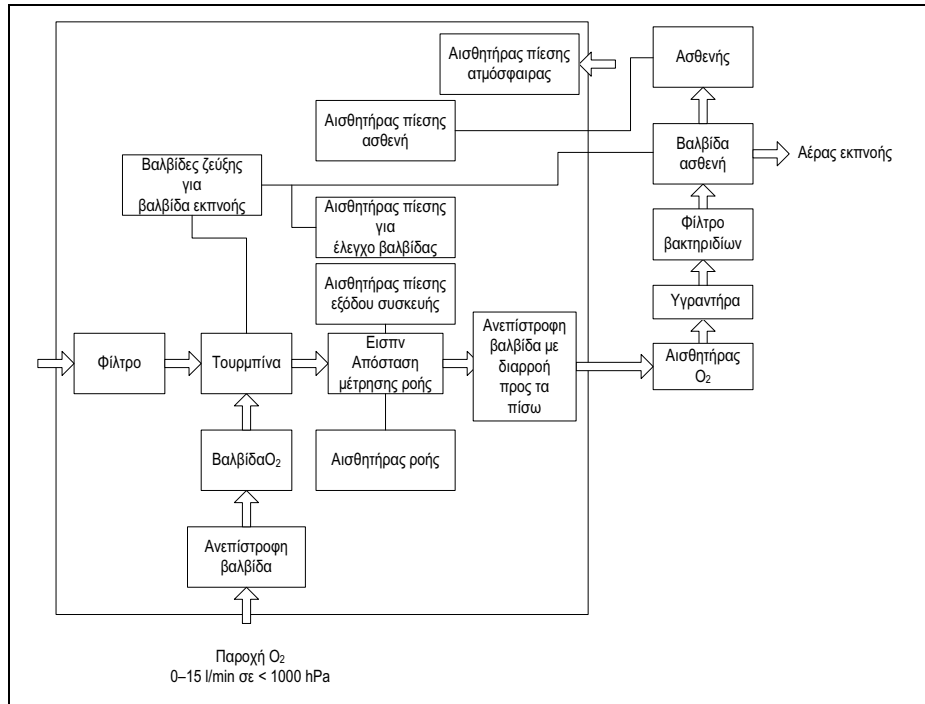 Αισθητήρας πίεσης
ατμόσφαιρας
Ασθενής
Αισθητήρας πίεσης
ασθενή
Βαλβίδα
ασθενή
Αέρας εκπνοής
Βαλβίδες ζεύξης
για
βαλβίδα εκπνοής
Αισθητήρας πίεσης
για
έλεγχο βαλβίδας
Φίλτρο
βακτηριδίων
Αισθητήρας πίεσης
εξόδου συσκευής
Υγραντήρα
Φίλτρο
Τουρμπίνα
Εισπν
Απόσταση
μέτρησης ροής
Ανεπίστροφη
βαλβίδα με
διαρροή
προς τα
πίσω
Αισθητήρας
O2
ΒαλβίδαO2
Αισθητήρας ροής
Ανεπίστροφη
βαλβίδα
Παροχή O2
0–15 l/min σε < 1000 hPa